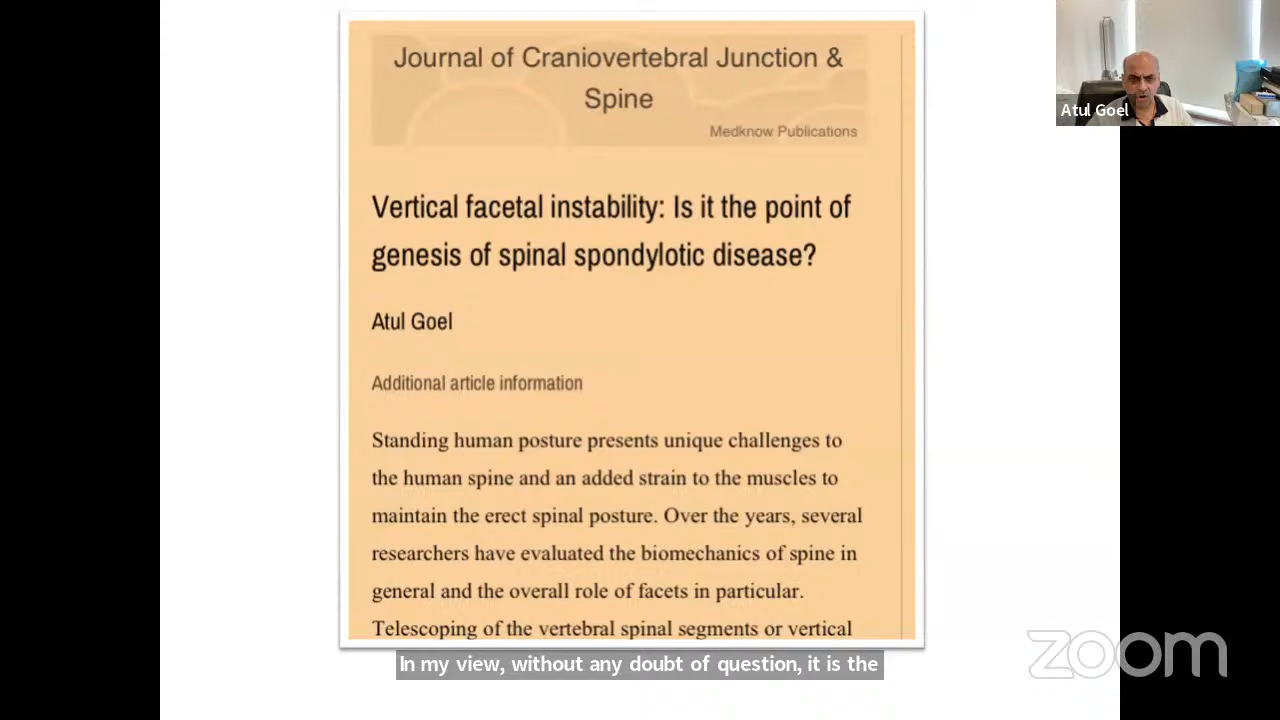 Journal of Craniovertebral Junction &
Spine
Medknow Publications
Vertical facetal instability: Is it the point of
genesis of spinal spondylotic disease?
Atul Goel
Additional article information
Standing human posture presents unique challenges to
the human spine and an added strain to the muscles to
maintain the erect spinal posture. Over the years, several
researchers have evaluated the biomechanics of spine in
general and the overall role of facets in particular.
Telescoping of the vertebral spinal segments or vertical
In my view, without any doubt of question, it is the
Atul Goel
zoom